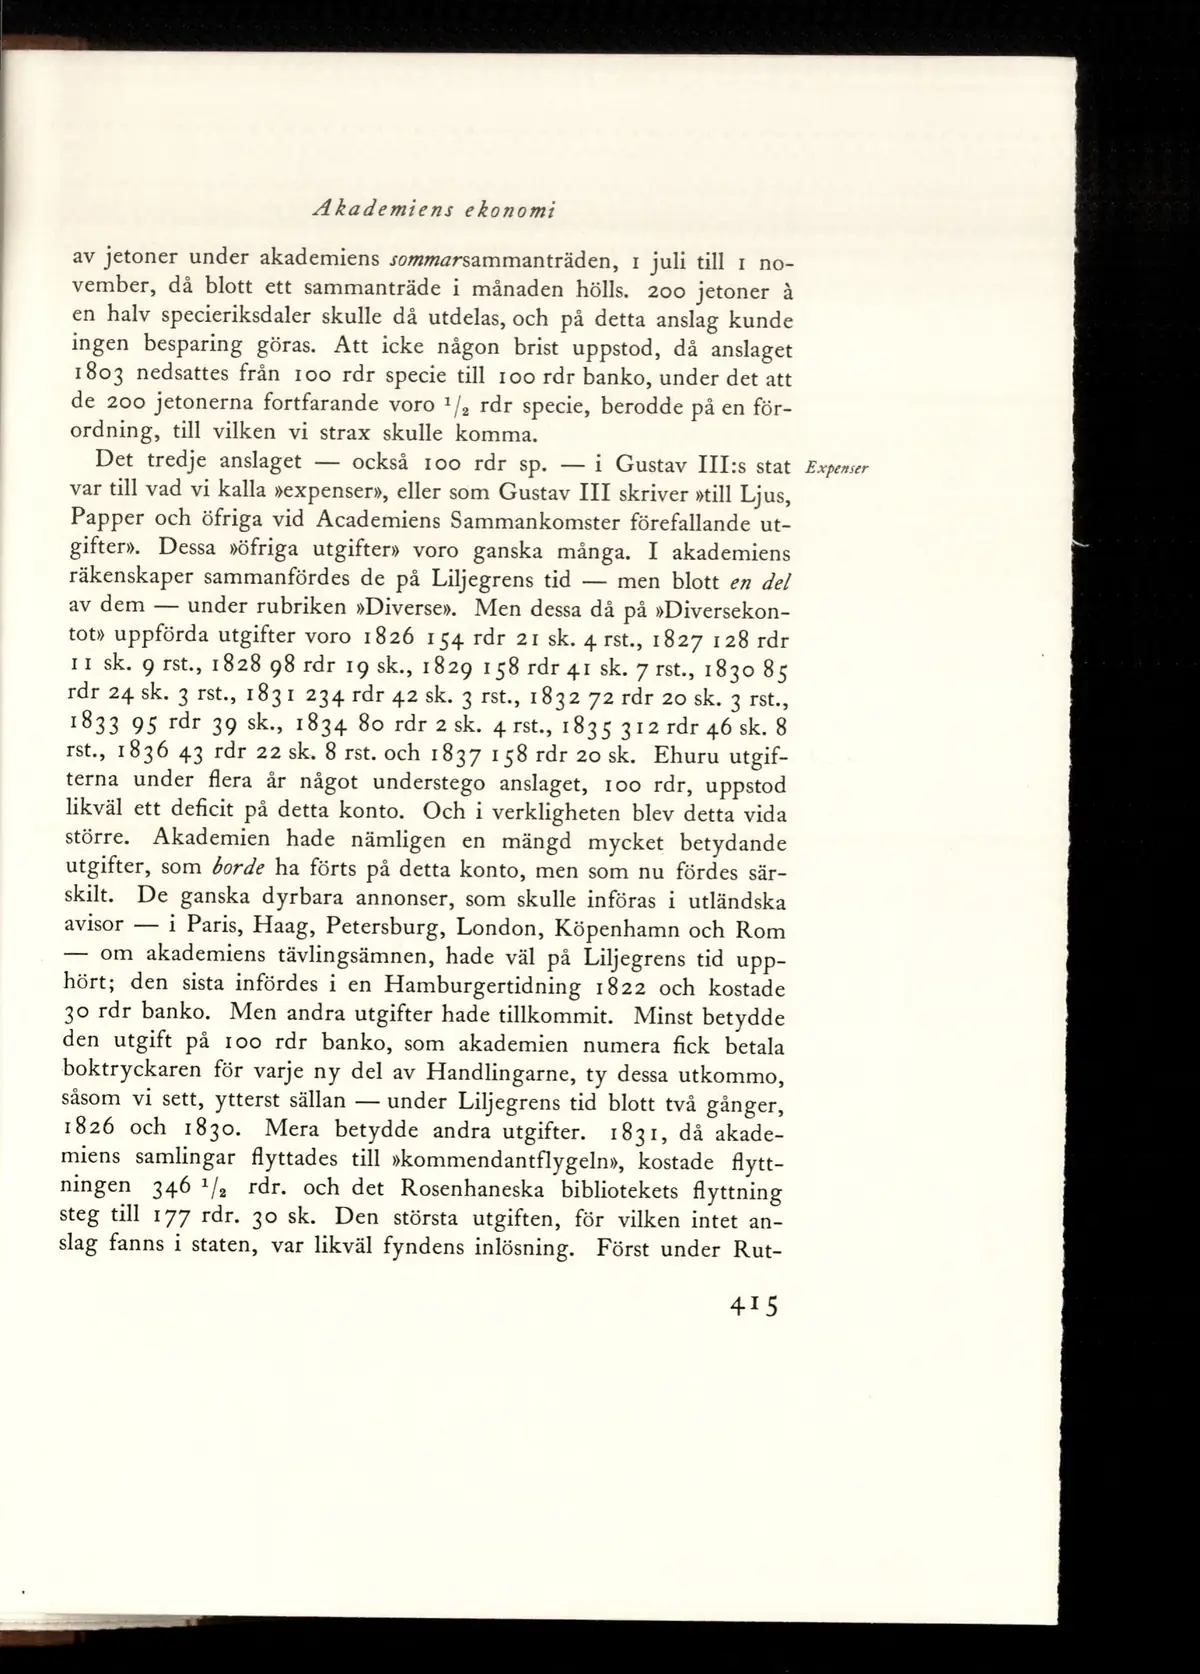 Akademiens ekonomi
av jetoner under akademiens sommarsammanträden, 1 juli till 1 no-
vember, då blott ett sammanträde i månaden hölls. 200 jetoner à
en halv specieriksdaler skulle då utdelas, och på detta anslag kunde
ingen besparing göras. Att icke någon brist uppstod, då anslaget
1803 nedsattes från 100 rdr specie till 100 rdr banko, under det att
de 200 jetonerna fortfarande voro 1/2 rdr specie, berodde på en för-
ordning, till vilken vi strax skulle komma.
Det tredje anslaget — också 100 rdr sp. — i Gustav III:s stat
Expenser
var till vad vi kalla »expenser», eller som Gustav III skriver »till Ljus,
Papper och öfriga vid Academiens Sammankomster förefallande ut-
gifter». Dessa »öfriga utgifter» voro ganska många. I akademiens
räkenskaper sammanfördes de på Liljegrens tid — men blott en del
av dem — under rubriken »Diverse». Men dessa då på »Diversekon-
tot» uppförda utgifter voro 1826 154 rdr 21 sk. 4 rst., 1827 128 rdr
11 sk. 9 rst., 1828 98 rdr 19 sk., 1829 158 rdr 41 sk. 7 rst., 1830 85
rdr 24 sk. 3 rst., 1831 234 rdr 42 sk. 3 rst., 1832 72 rdr 20 sk. 3 rst.,
1833 95 rdr 39 sk., 1834 80 rdr 2 sk. 4 rst., 1835 312 rdr 46 sk. 8
rst., 1836 43 rdr 22 sk. 8 rst. och 1837 158 rdr 20 sk. Ehuru utgif-
terna under flera år något understego anslaget, 100 rdr, uppstod
likväl ett deficit på detta konto. Och i verkligheten blev detta vida
större. Akademien hade nämligen en mängd mycket betydande
utgifter, som borde ha förts på detta konto, men som nu fördes sär-
skilt. De ganska dyrbara annonser, som skulle införas i utländska
avisor — i Paris, Haag, Petersburg, London, Köpenhamn och Rom
— om akademiens tävlingsämnen, hade väl på Liljegrens tid upp-
hört; den sista infördes i en Hamburgertidning 1822 och kostade
30 rdr banko. Men andra utgifter hade tillkommit. Minst betydde
den utgift på 100 rdr banko, som akademien numera fick betala
boktryckaren för varje ny del av Handlingarne, ty dessa utkommo,
såsom vi sett, ytterst sällan — under Liljegrens tid blott två gånger,
1826 och 1830. Mera betydde andra utgifter. 1831, då akade-
miens samlingar flyttades till »kommendantflygeln», kostade flytt-
ningen 346 1/2 rdr. och det Rosenhaneska bibliotekets flyttning
steg till 177 rdr. 30 sk. Den största utgiften, för vilken intet an-
slag fanns i staten, var likväl fyndens inlösning. Först under Rut-
415